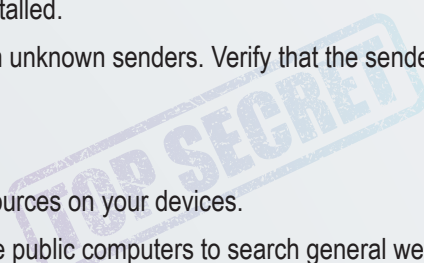 talled.
n unknown senders. Verify that the sende
TOP SECRET
ources on your devices.
e public computers to search general we